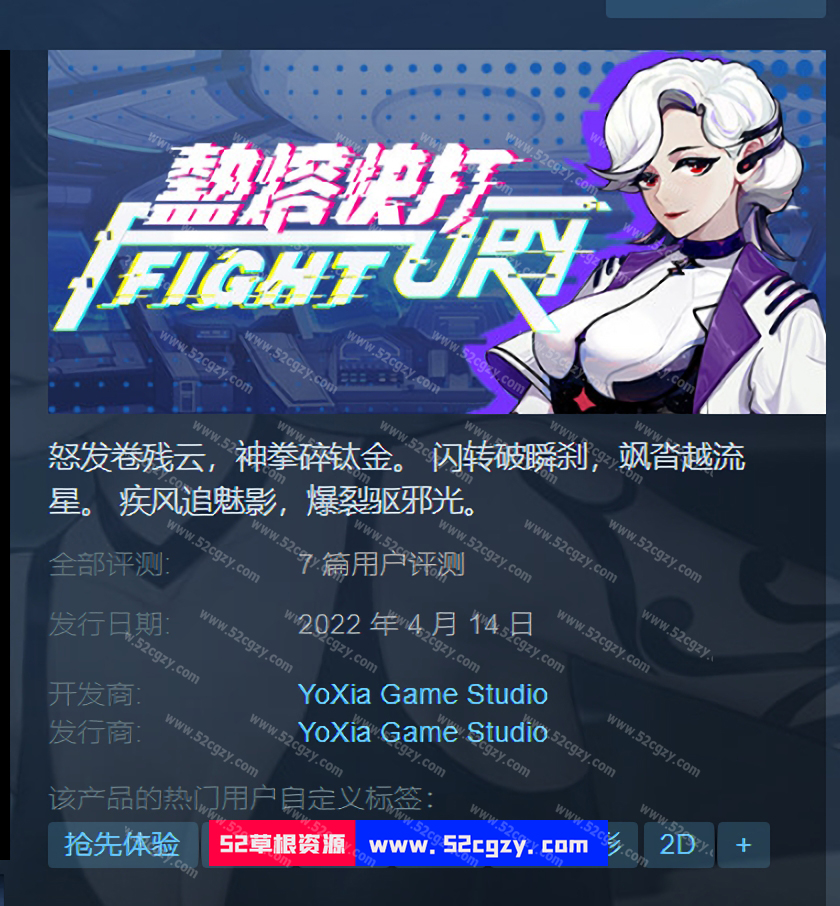 熱熔快打
FIGHT URY
怒发卷残云，神拳碎钛金。 闪转破瞬刹，飒沓越流
星。 疾风追魅影，爆裂驱邪光。
全部评测: 7 篇用户评测
发行日期: 2022 年 4 月 14 日
开发商: YoXia Game Studio
发行商: YoXia Game Studio
该产品的热门用户自定义标签：
抢先体验 52草根资源 www.52cgzy.com 2D +
www.52cgzy.com